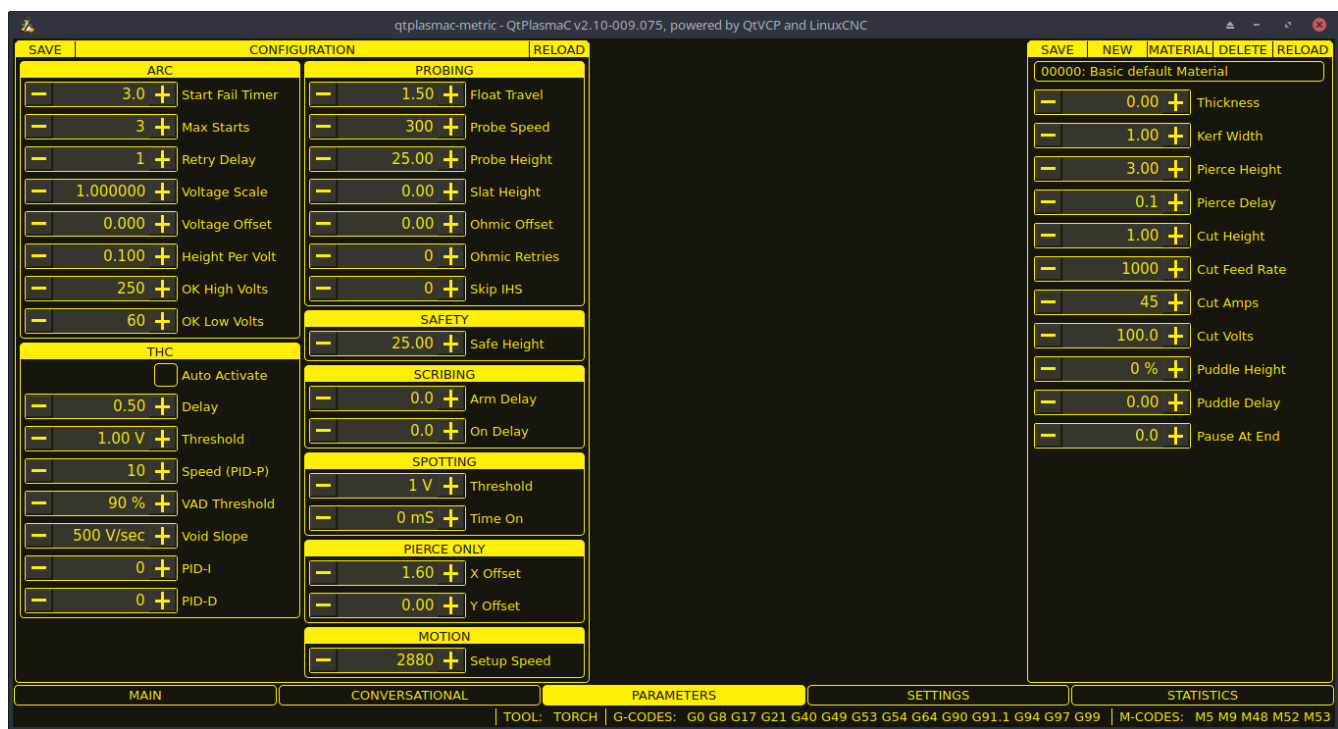 qtplasmac-metric - QtPlasmaC v2.10-009.075, powered by QtVCP and LinuxCNC
SAVE CONFIGURATION RELOAD
ARC
3.0 Start Fail Timer
3 Max Starts
1 Retry Delay
1.000000 Voltage Scale
0.000 Voltage Offset
0.100 Height Per Volt
250 OK High Volts
60 OK Low Volts
THC
Auto Activate
0.50 Delay
1.00 V Threshold
10 Speed (PID-P)
90 % VAD Threshold
500 V/sec Void Slope
0 PID-I
0 PID-D
PROBING
1.50 Float Travel
300 Probe Speed
25.00 Probe Height
0.00 Slat Height
0.00 Ohmic Offset
0 Ohmic Retries
0 Skip IHS
SAFETY
25.00 Safe Height
SCRIBING
0.0 Arm Delay
0.0 On Delay
SPOTTING
1 V Threshold
0 mS Time On
PIERCE ONLY
1.60 X Offset
0.00 Y Offset
MOTION
2880 Setup Speed
SAVE NEW MATERIAL DELETE RELOAD
00000: Basic default Material
0.00 Thickness
1.00 Kerf Width
3.00 Pierce Height
0.1 Pierce Delay
1.00 Cut Height
1000 Cut Feed Rate
45 Cut Amps
100.0 Cut Volts
0 % Puddle Height
0.00 Puddle Delay
0.0 Pause At End
MAIN CONVERSATIONAL PARAMETERS SETTINGS STATISTICS
TOOL: TORCH G-CODES: G0 G8 G17 G21 G40 G49 G53 G54 G64 G90 G91.1 G94 G97 G99 M-CODES: M5 M9 M48 M52 M53